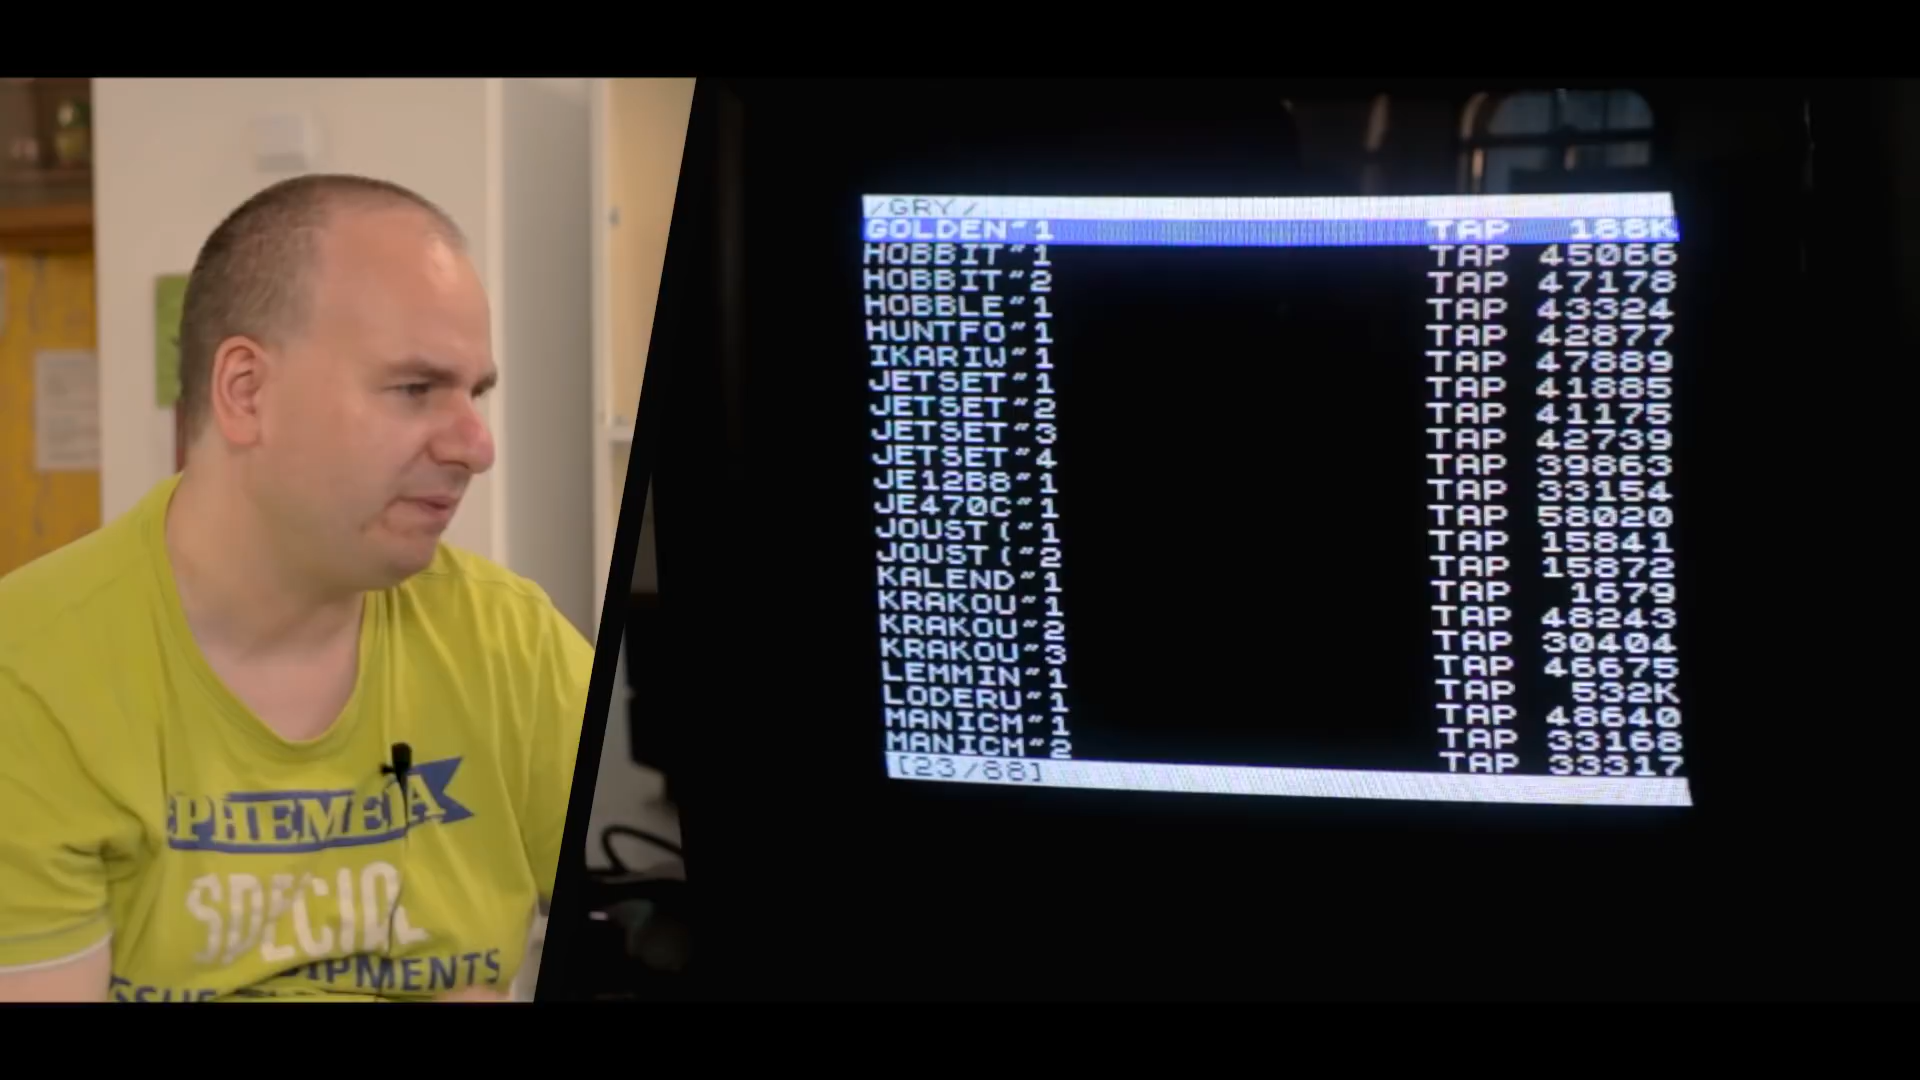 /GRY/
GOLDEN~1 TAP 188K
HOBBIT~1 TAP 45066
HOBBIT~2 TAP 47178
HOBBLE~1 TAP 43324
HUNTFO~1 TAP 42877
IKARIW~1 TAP 47889
JETSET~1 TAP 41885
JETSET~2 TAP 41175
JETSET~3 TAP 42739
JETSET~4 TAP 39863
JE12B8~1 TAP 33154
JE470C~1 TAP 58020
JOUST(~1 TAP 15841
JOUST(~2 TAP 15872
KALEND~1 TAP 1679
KRAKOU~1 TAP 48243
KRAKOU~2 TAP 30404
KRAKOU~3 TAP 46675
LEMMIN~1 TAP 532K
LODERU~1 TAP 48640
MANICM~1 TAP 33168
MANICM~2 TAP 33317
[23/88]
SPECIAL